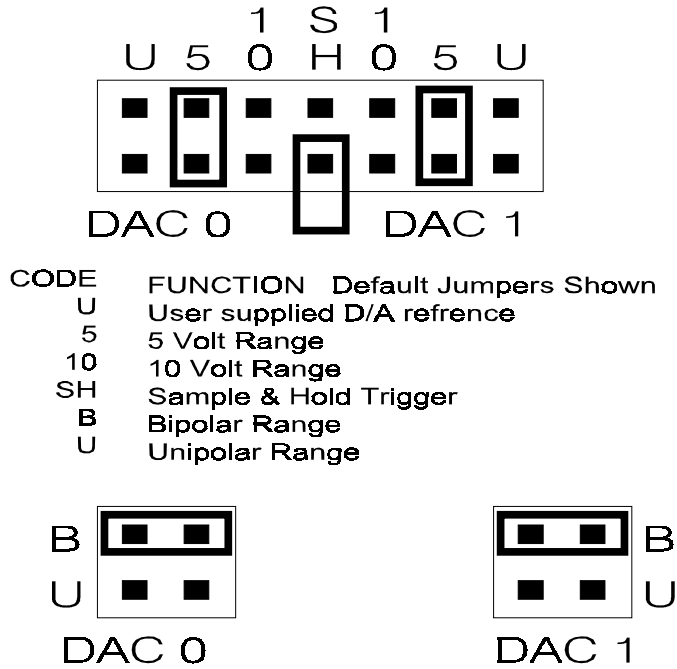 1 S 1
U 5 0 H 0 5 U
DAC 0 DAC 1
CODE FUNCTION Default Jumpers Shown
U User supplied D/A refrence
5 5 Volt Range
10 10 Volt Range
SH Sample & Hold Trigger
B Bipolar Range
U Unipolar Range
B B
U U
DAC 0 DAC 1